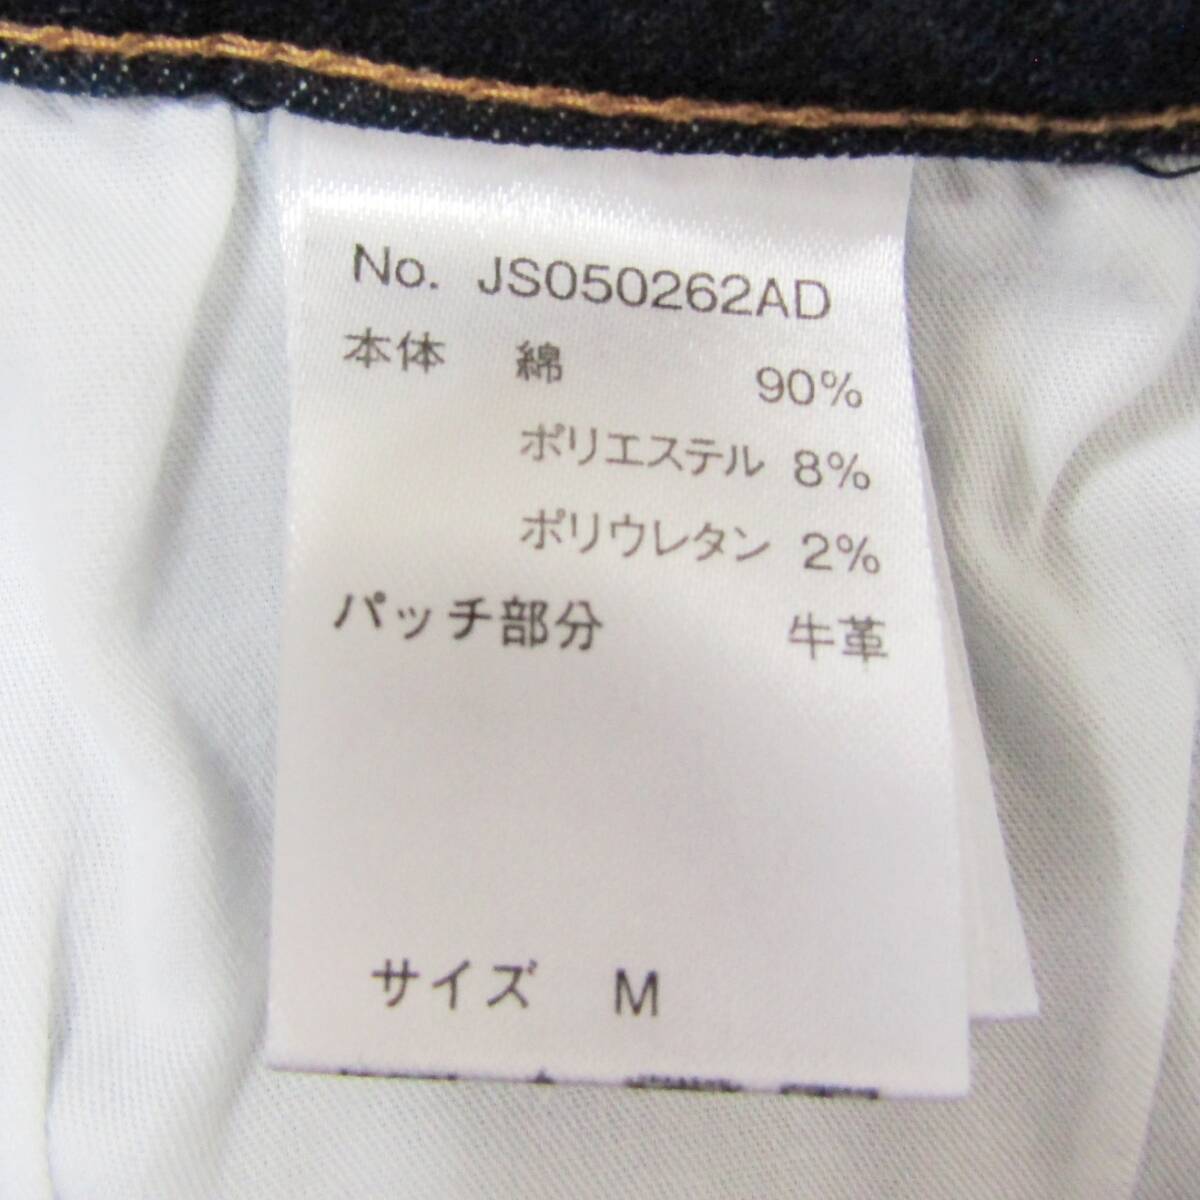 No. JS050262AD
本体 綿 90%
ポリエステル 8%
ポリウレタン 2%
パッチ部分 牛革
サイズ M